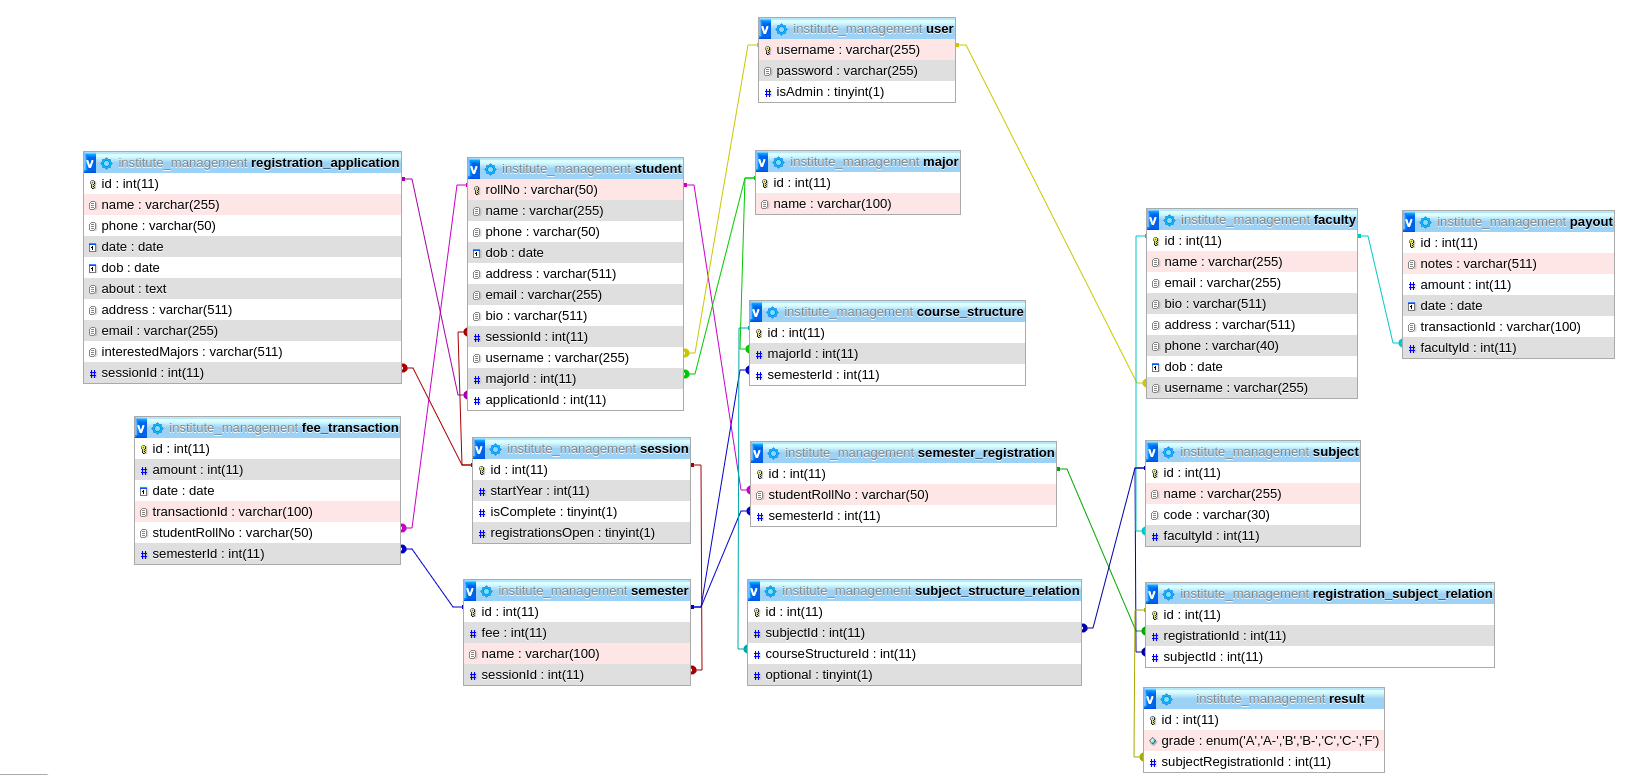 v institute_management user
username : varchar(255)
password : varchar(255)
# isAdmin : tinyint(1)
v institute_management registration_application
id : int(11)
name : varchar(255)
phone : varchar(50)
date : date
dob : date
about : text
address : varchar(511)
email : varchar(255)
interestedMajors : varchar(511)
# sessionId : int(11)
v institute_management student
rollNo : varchar(50)
name : varchar(255)
phone : varchar(50)
dob : date
address : varchar(511)
email : varchar(255)
bio : varchar(511)
# sessionId : int(11)
username : varchar(255)
# majorId : int(11)
# applicationId : int(11)
v institute_management major
id : int(11)
name : varchar(100)
v institute_management faculty
id : int(11)
name : varchar(255)
email : varchar(255)
bio : varchar(511)
address : varchar(511)
phone : varchar(40)
dob : date
username : varchar(255)
v institute_management payout
id : int(11)
notes : varchar(511)
# amount : int(11)
date : date
transactionId : varchar(100)
# facultyId : int(11)
v institute_management course_structure
id : int(11)
# majorId : int(11)
# semesterId : int(11)
v institute_management fee_transaction
id : int(11)
# amount : int(11)
date : date
transactionId : varchar(100)
studentRollNo : varchar(50)
# semesterId : int(11)
v institute_management session
id : int(11)
# startYear : int(11)
# isComplete : tinyint(1)
# registrationsOpen : tinyint(1)
v institute_management semester_registration
id : int(11)
studentRollNo : varchar(50)
# semesterId : int(11)
v institute_management subject
id : int(11)
name : varchar(255)
code : varchar(30)
# facultyId : int(11)
v institute_management semester
id : int(11)
# fee : int(11)
name : varchar(100)
# sessionId : int(11)
v institute_management subject_structure_relation
id : int(11)
# subjectId : int(11)
# courseStructureId : int(11)
# optional : tinyint(1)
v institute_management registration_subject_relation
id : int(11)
# registrationId : int(11)
# subjectId : int(11)
v institute_management result
id : int(11)
grade : enum('A','A-','B','B-','C','C-','F')
# subjectRegistrationId : int(11)